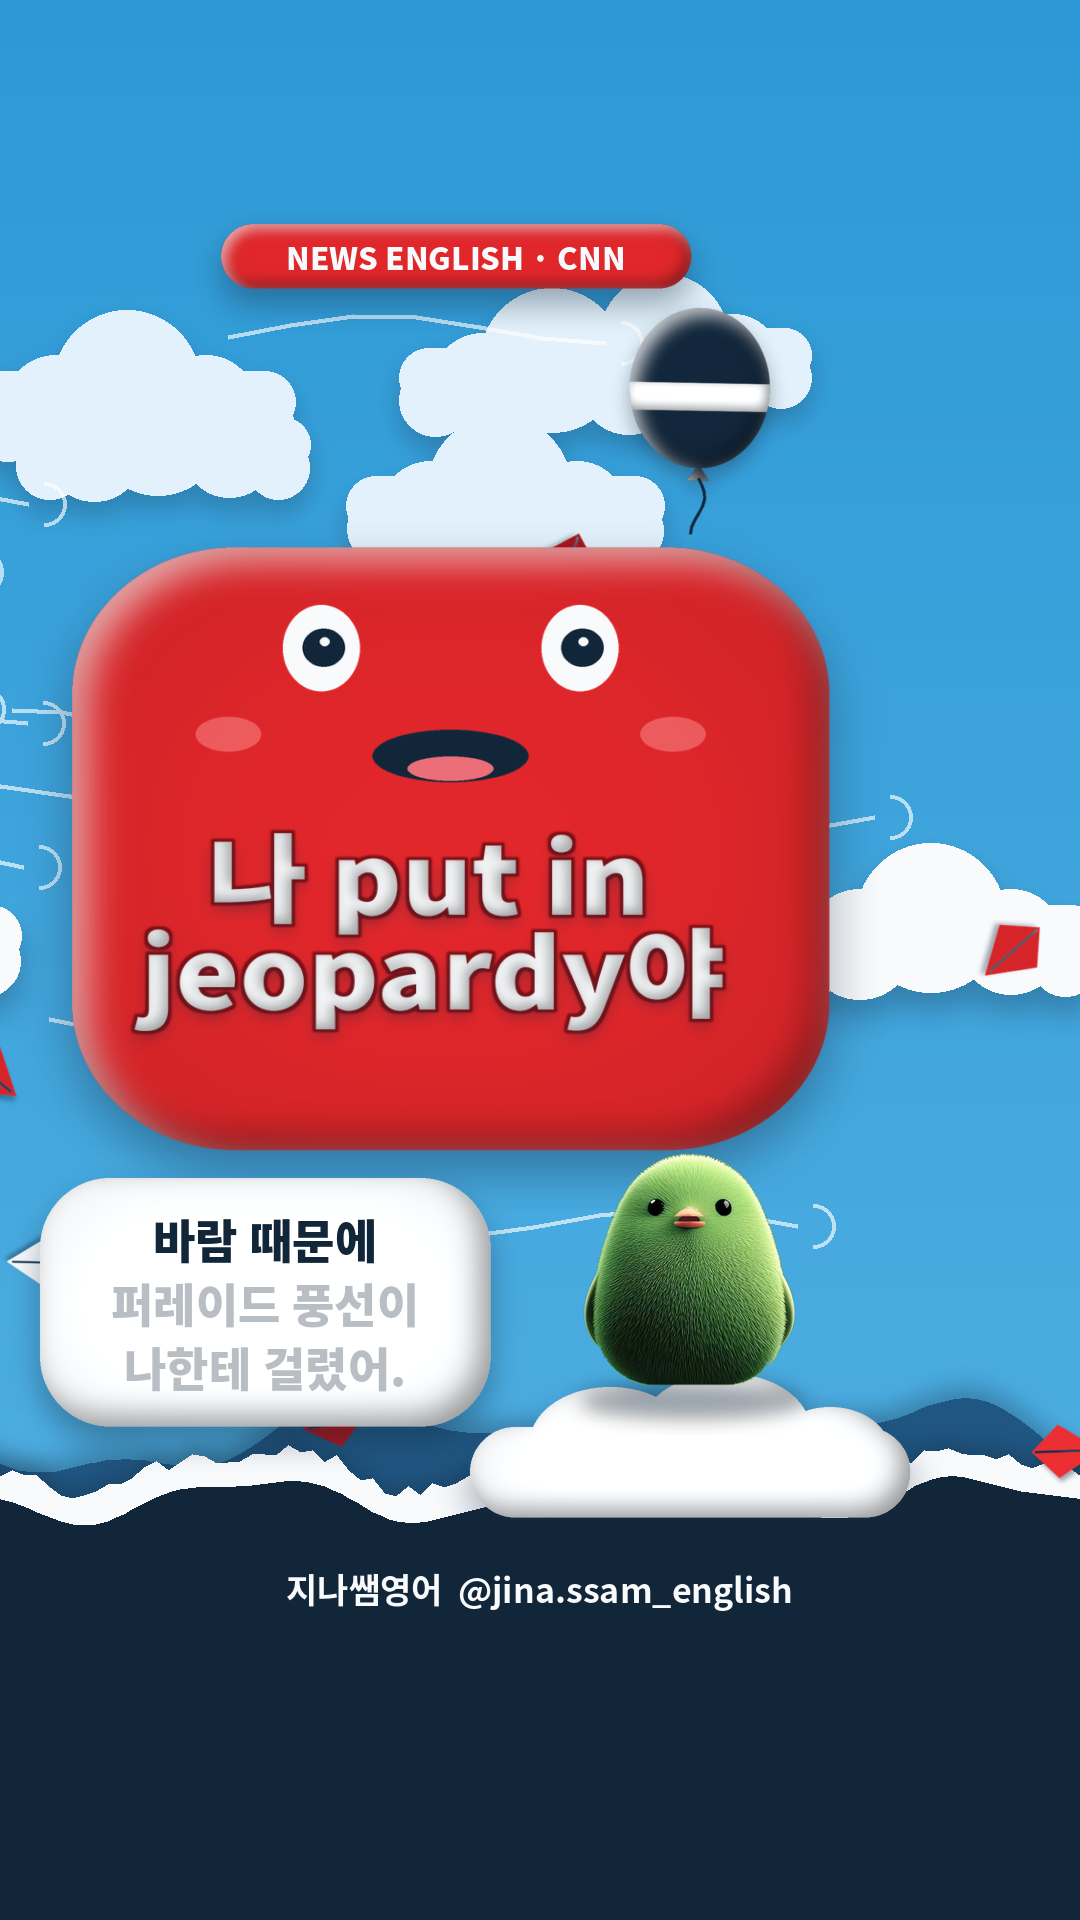 NEWS ENGLISH · CNN
나 put in
jeopardy야
바람 때문에
퍼레이드 풍선이
나한테 걸렸어.
지나쌤영어 @jina.ssam_english